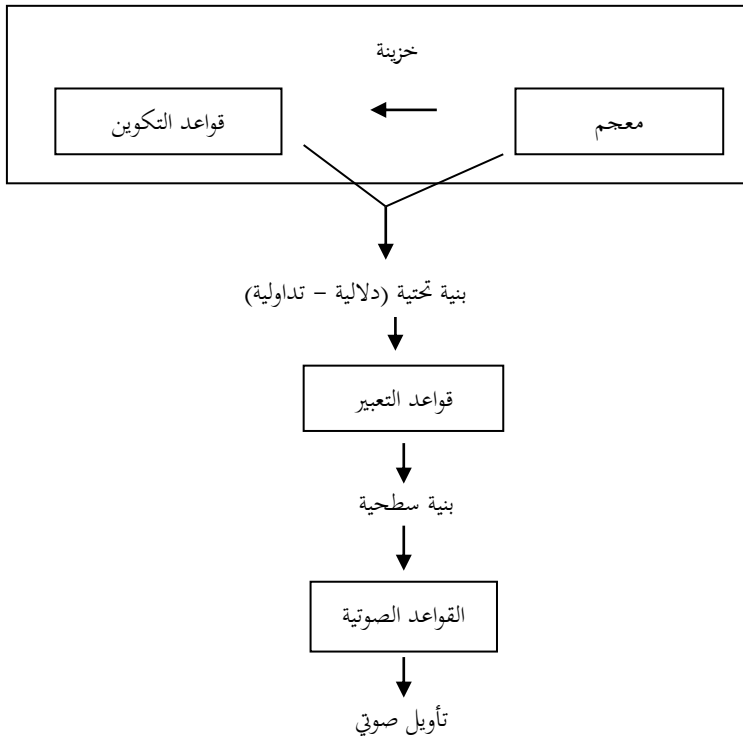 خزينة
معجم
قواعد التكوين
بنية تحتية (دلالية – تداولية)
قواعد التعبير
بنية سطحية
القواعد الصوتية
تأويل صوتي